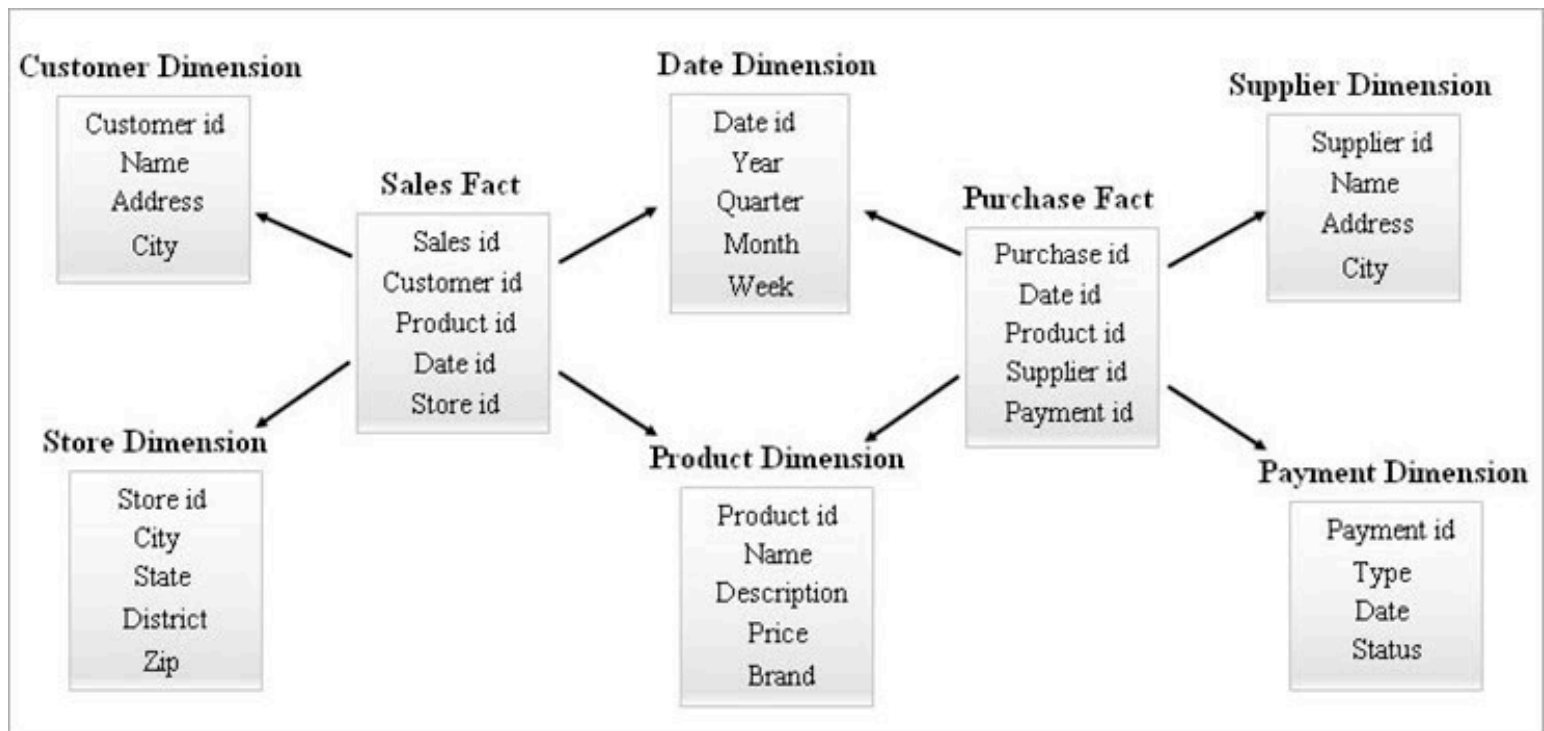 Customer Dimension
Customer id
Name
Address
City
Sales Fact
Sales id
Customer id
Product id
Date id
Store id
Date Dimension
Date id
Year
Quarter
Month
Week
Purchase Fact
Purchase id
Date id
Product id
Supplier id
Payment id
Supplier Dimension
Supplier id
Name
Address
City
Store Dimension
Store id
City
State
District
Zip
Product Dimension
Product id
Name
Description
Price
Brand
Payment Dimension
Payment id
Type
Date
Status